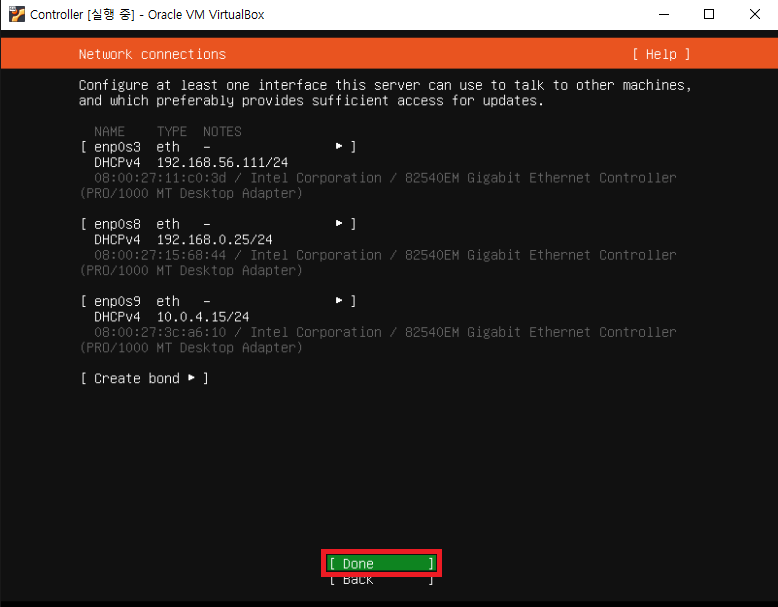 Controller [실행 중] - Oracle VM VirtualBox
Network connections [ Help ]
Configure at least one interface this server can use to talk to other machines,
and which preferably provides sufficient access for updates.
NAME TYPE NOTES
[ enp0s3 eth - ▸ ]
DHCPv4 192.168.56.111/24
08:00:27:11:c0:3d / Intel Corporation / 82540EM Gigabit Ethernet Controller
(PRO/1000 MT Desktop Adapter)
[ enp0s8 eth - ▸ ]
DHCPv4 192.168.0.25/24
08:00:27:15:68:44 / Intel Corporation / 82540EM Gigabit Ethernet Controller
(PRO/1000 MT Desktop Adapter)
[ enp0s9 eth - ▸ ]
DHCPv4 10.0.4.15/24
08:00:27:3c:a6:10 / Intel Corporation / 82540EM Gigabit Ethernet Controller
(PRO/1000 MT Desktop Adapter)
[ Create bond ▸ ]
[ Done ]
[ Back ]